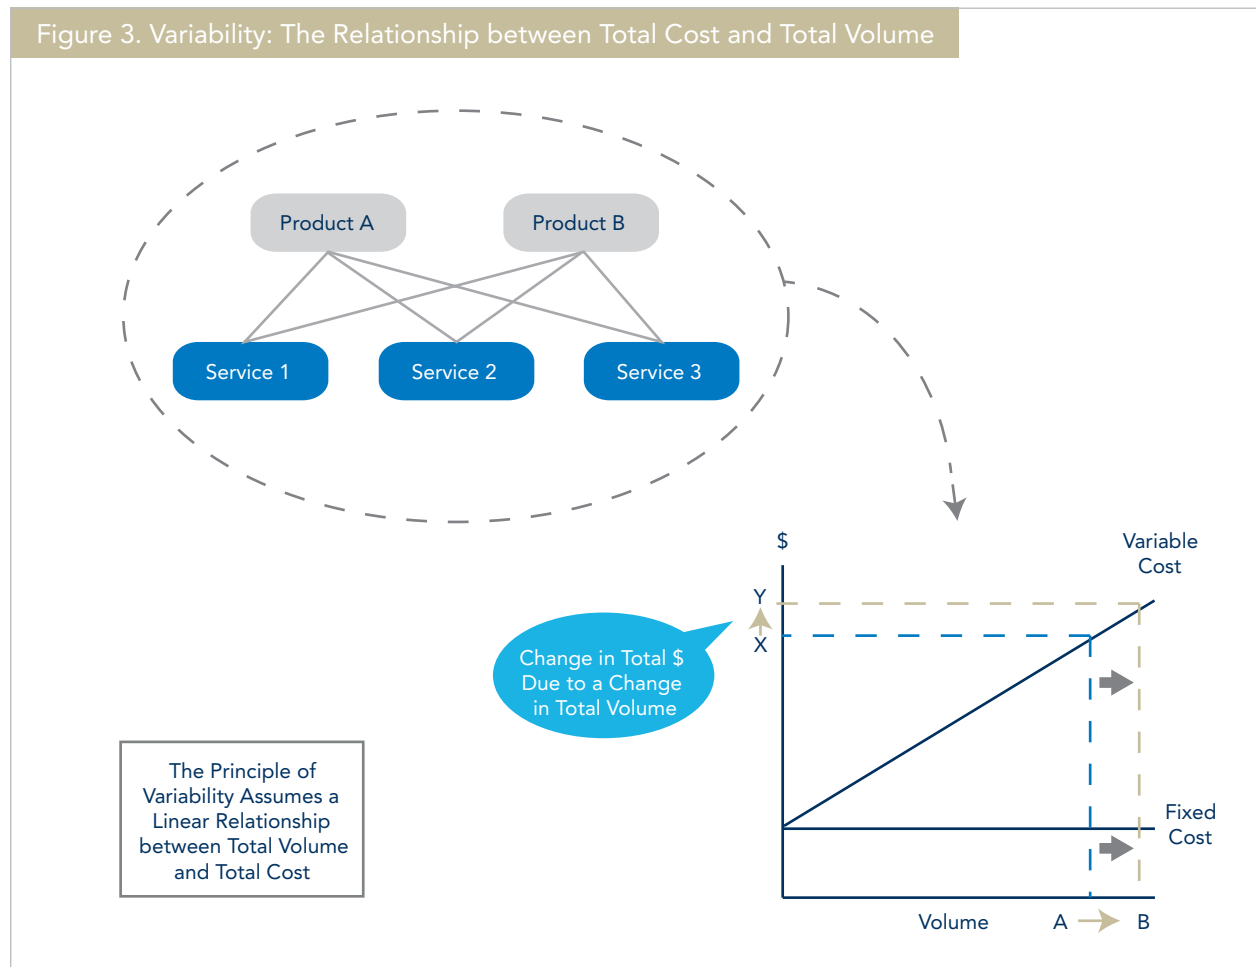 Figure 3. Variability: The Relationship between Total Cost and Total Volume
Product A
Product B
Service 1
Service 2
Service 3
$
Variable
Cost
Y
X
Change in Total $
Due to a Change
in Total Volume
The Principle of
Variability Assumes a
Linear Relationship
between Total Volume
and Total Cost
Fixed
Cost
Volume
A
B